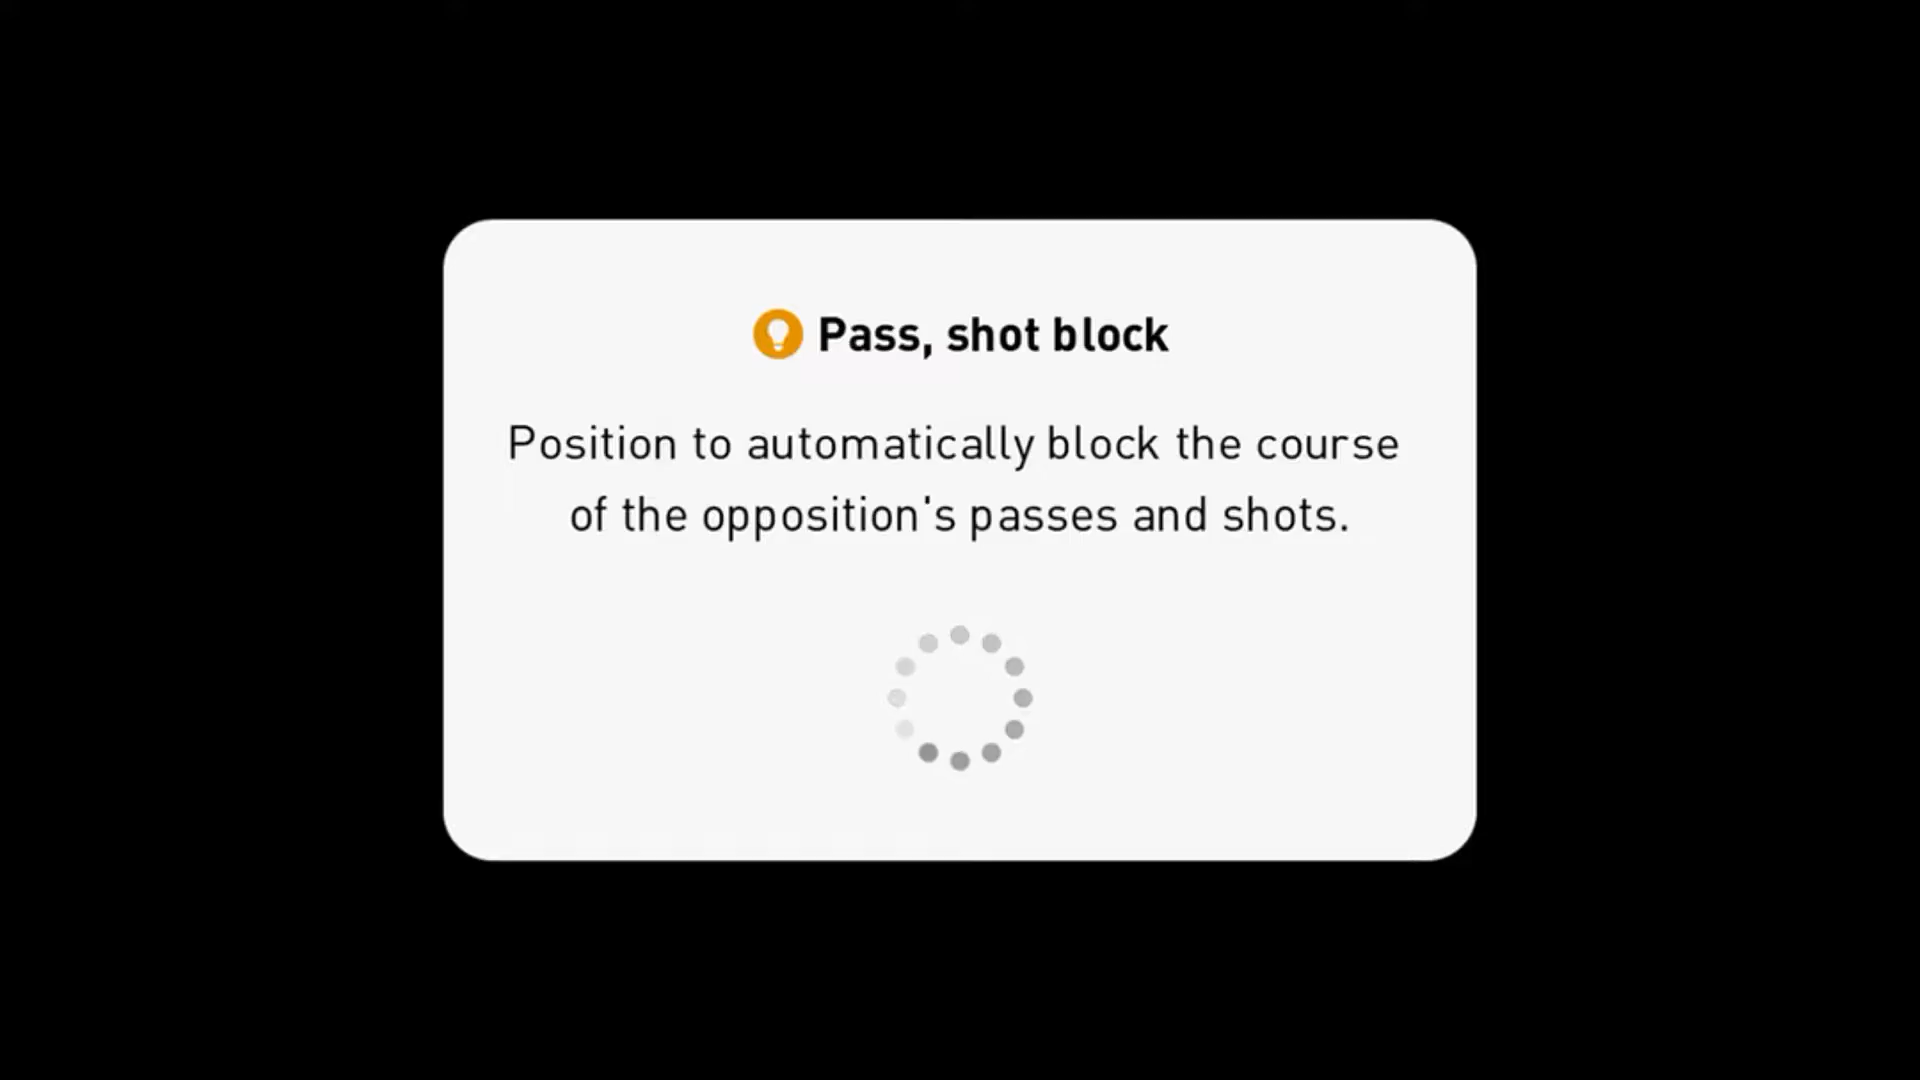 Pass, shot block
Position to automatically block the course
of the opposition's passes and shots.